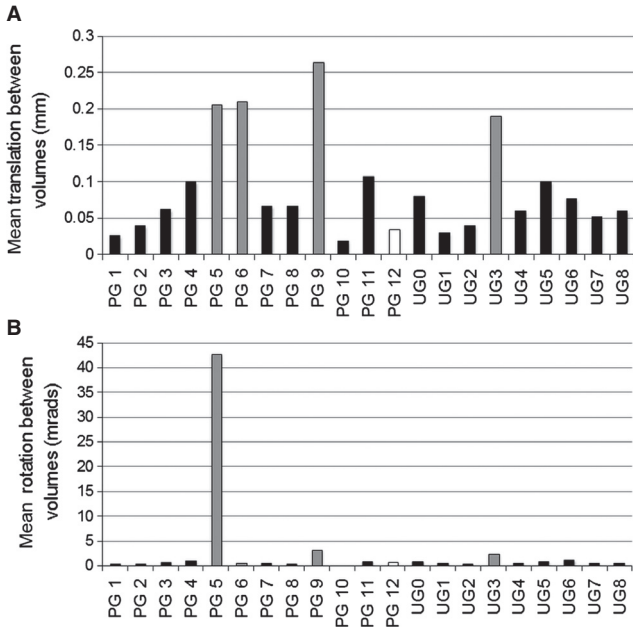 A
Mean translation between
volumes (mm)
0.3
0.25
0.2
0.15
0.1
0.05
0
PG 1
PG 2
PG 3
PG 4
PG 5
PG 6
PG 7
PG 8
PG 9
PG 10
PG 11
PG 12
UG0
UG1
UG2
UG3
UG4
UG5
UG6
UG7
UG8
B
Mean rotation between
volumes (mrads)
45
40
35
30
25
20
15
10
5
0
PG 1
PG 2
PG 3
PG 4
PG 5
PG 6
PG 7
PG 8
PG 9
PG 10
PG 11
PG 12
UG0
UG1
UG2
UG3
UG4
UG5
UG6
UG7
UG8